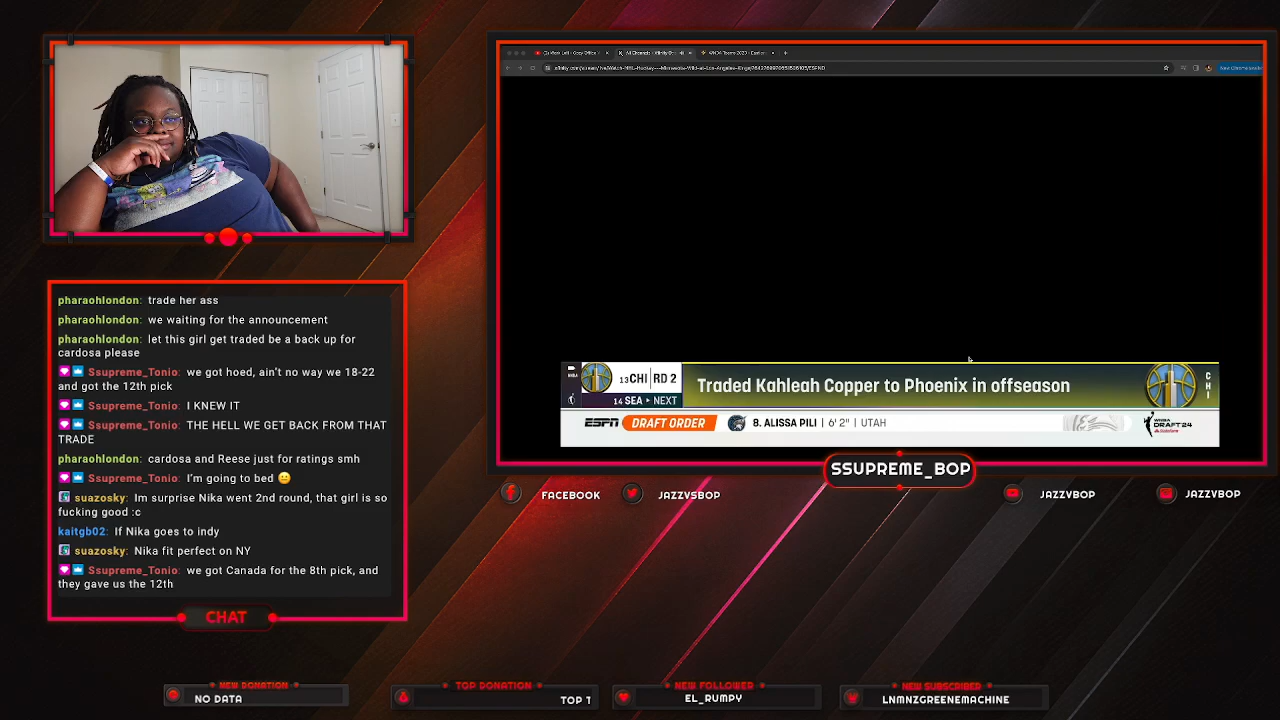 pharaohlondon: trade her ass
pharaohlondon: we waiting for the announcement
pharaohlondon: let this girl get traded be a back up for
cardosa please
Ssupreme_Tonio: we got hoed, ain't no way we 18-22
and got the 12th pick
Ssupreme_Tonio: I KNEW IT
Ssupreme_Tonio: THE HELL WE GET BACK FROM THAT
TRADE
pharaohlondon: cardosa and Reese just for ratings smh
Ssupreme_Tonio: I'm going to bed 😐
suazosky: Im surprise Nika went 2nd round, that girl is so
fucking good :c
kaitgb02: If Nika goes to indy
suazosky: Nika fit perfect on NY
Ssupreme_Tonio: we got Canada for the 8th pick, and
they gave us the 12th
CHAT
13 CHI RD 2
14 SEA ▸ NEXT
Traded Kahleah Copper to Phoenix in offseason
CHI
ESPN DRAFT ORDER 8. ALISSA PILI | 6' 2" | UTAH
WNBA
DRAFT 24
SSUPREME_BOP
FACEBOOK
JAZZVSBOP
JAZZVBOP
JAZZVBOP
NEW DONATION
NO DATA
TOP DONATION
TOP 1
NEW FOLLOWER
EL_RUMPY
NEW SUBSCRIBER
LNMNZGREENEMACHINE